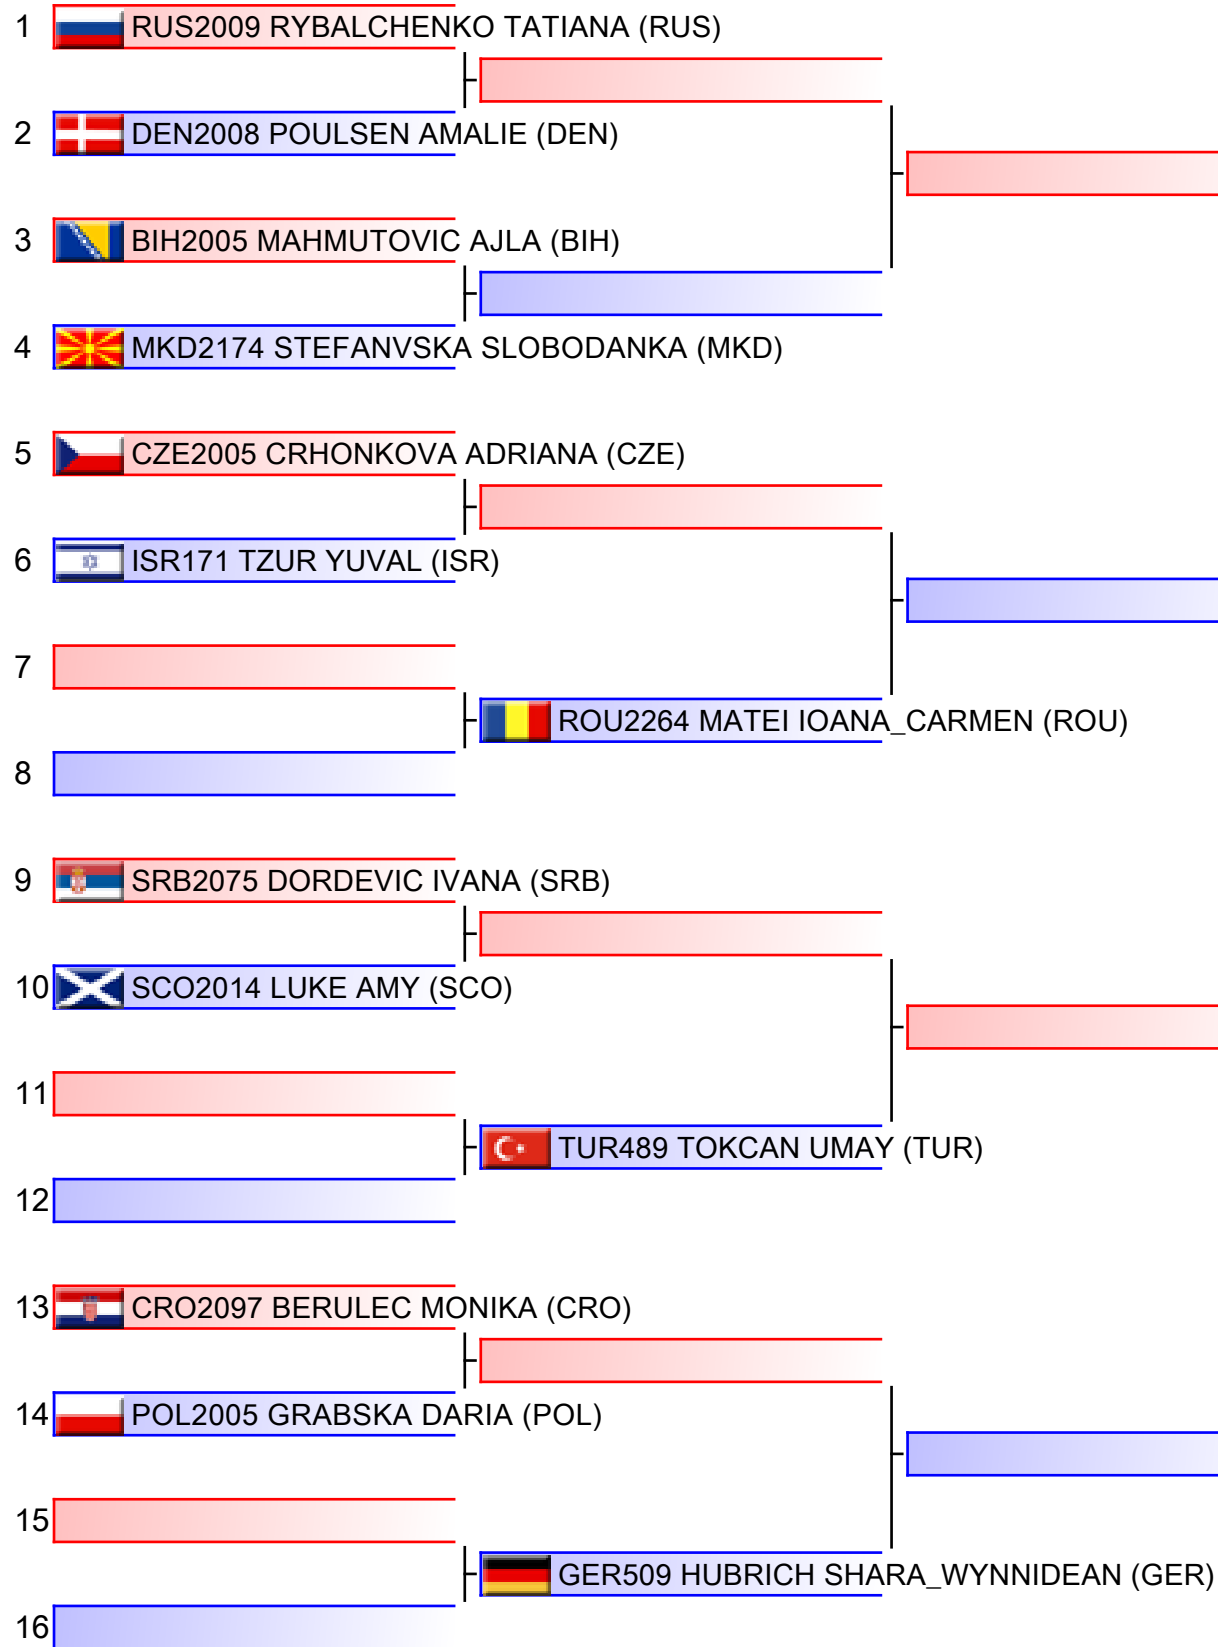 1 RUS2009 RYBALCHENKO TATIANA (RUS)
2 DEN2008 POULSEN AMALIE (DEN)
3 BIH2005 MAHMUTOVIC AJLA (BIH)
4 MKD2174 STEFANVSKA SLOBODANKA (MKD)
5 CZE2005 CRHONKOVA ADRIANA (CZE)
6 ISR171 TZUR YUVAL (ISR)
7
ROU2264 MATEI IOANA_CARMEN (ROU)
8
9 SRB2075 DORDEVIC IVANA (SRB)
10 SCO2014 LUKE AMY (SCO)
11
TUR489 TOKCAN UMAY (TUR)
12
13 CRO2097 BERULEC MONIKA (CRO)
14 POL2005 GRABSKA DARIA (POL)
15
GER509 HUBRICH SHARA_WYNNIDEAN (GER)
16